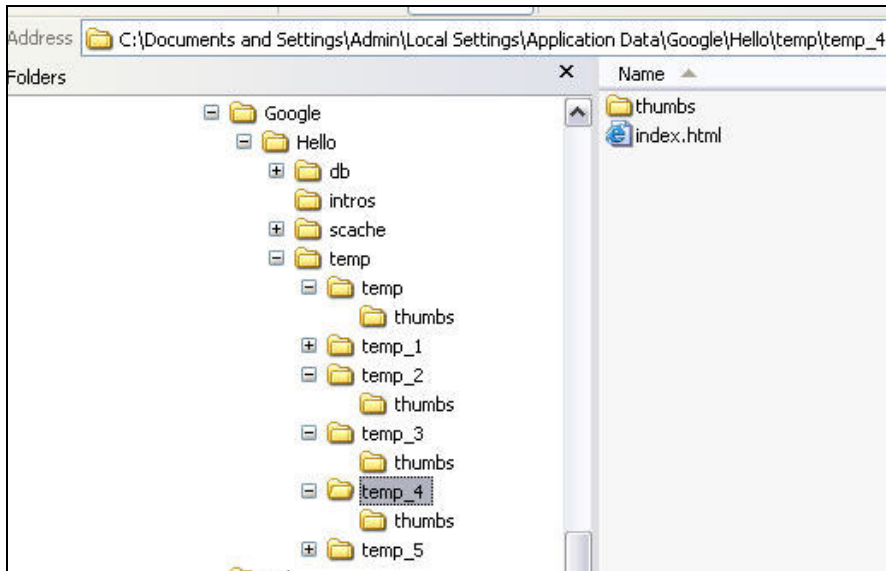 Address C:\Documents and Settings\Admin\Local Settings\Application Data\Google\Hello\temp\temp_4
Folders
Name
Google
Hello
db
intros
scache
temp
temp
thumbs
temp_1
temp_2
thumbs
temp_3
thumbs
temp_4
thumbs
temp_5
thumbs
index.html